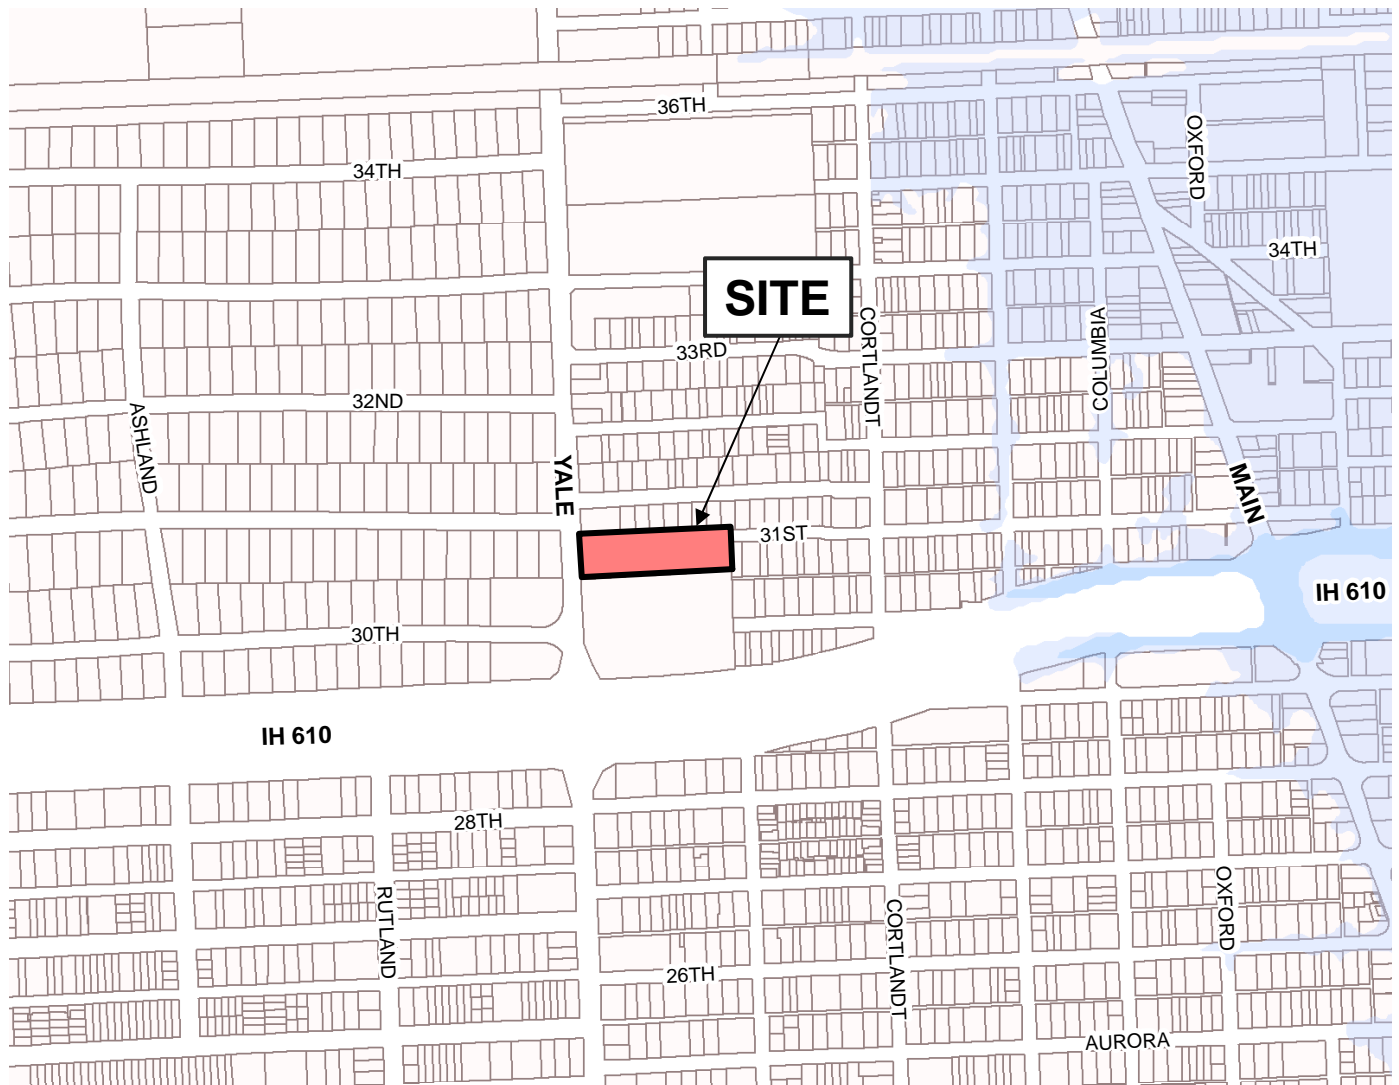 36TH
OXFORD
34TH
34TH
SITE
CORTLANDT
COLUMBIA
33RD
32ND
ASHLAND
YALE
MAIN
31ST
IH 610
30TH
IH 610
28TH
RUTLAND
OXFORD
CORTLANDT
26TH
AURORA